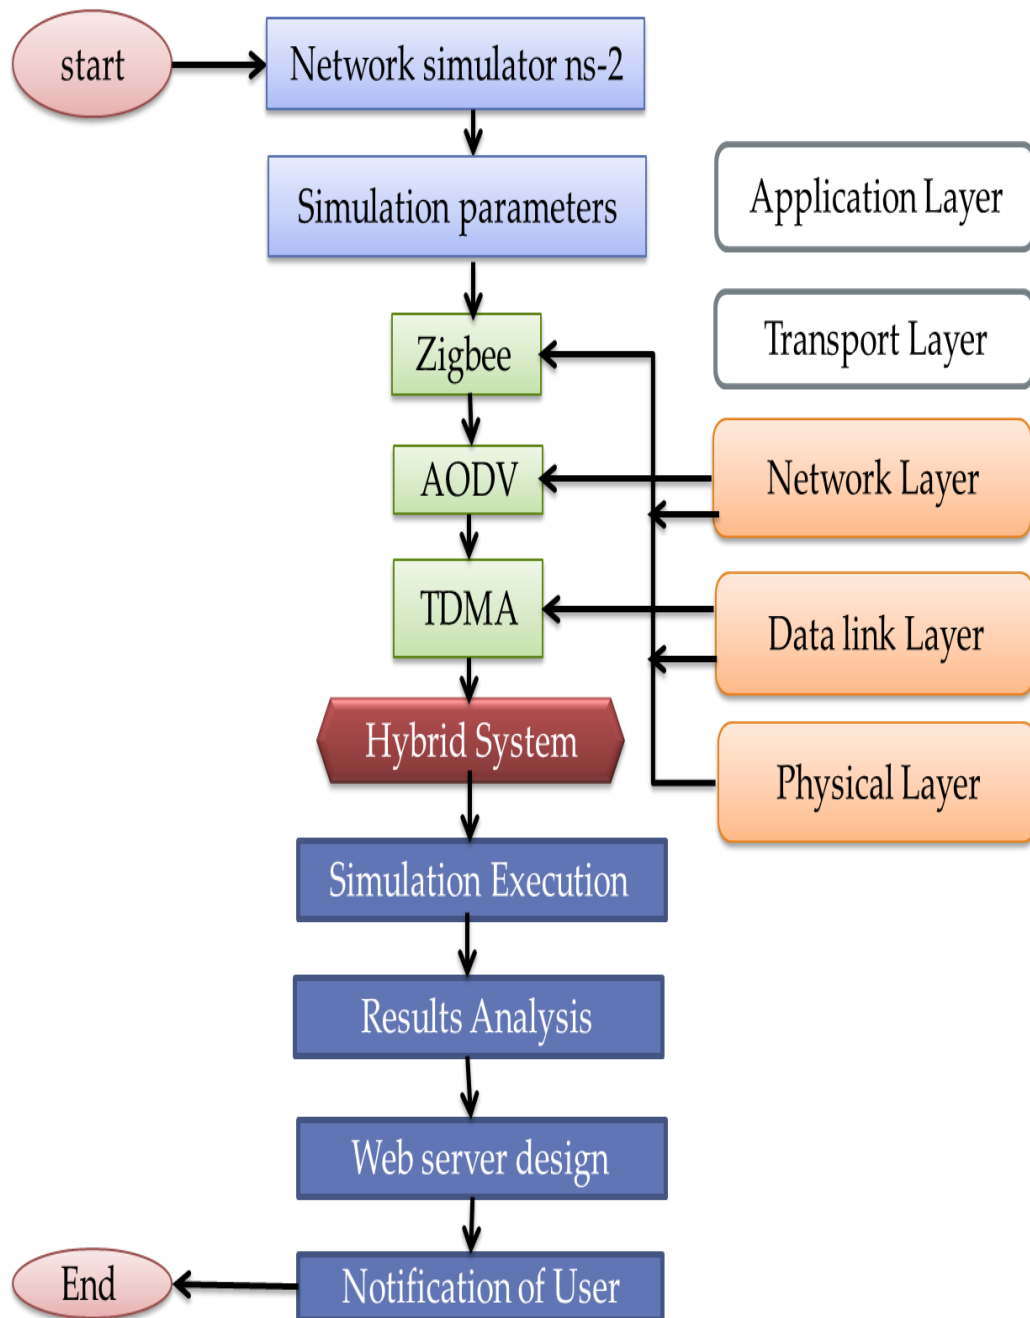 start
Network simulator ns-2
Simulation parameters
Application Layer
Transport Layer
Zigbee
AODV
Network Layer
TDMA
Data link Layer
Hybrid System
Physical Layer
Simulation Execution
Results Analysis
Web server design
Notification of User
End